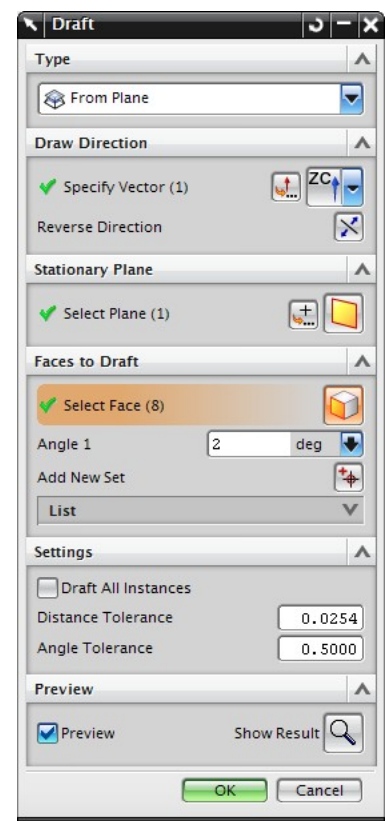 Draft
Type
From Plane
Draw Direction
Specify Vector (1)
ZC
Reverse Direction
Stationary Plane
Select Plane (1)
Faces to Draft
Select Face (8)
Angle 1 2 deg
Add New Set
List
Settings
Draft All Instances
Distance Tolerance 0.0254
Angle Tolerance 0.5000
Preview
Preview Show Result
OK Cancel